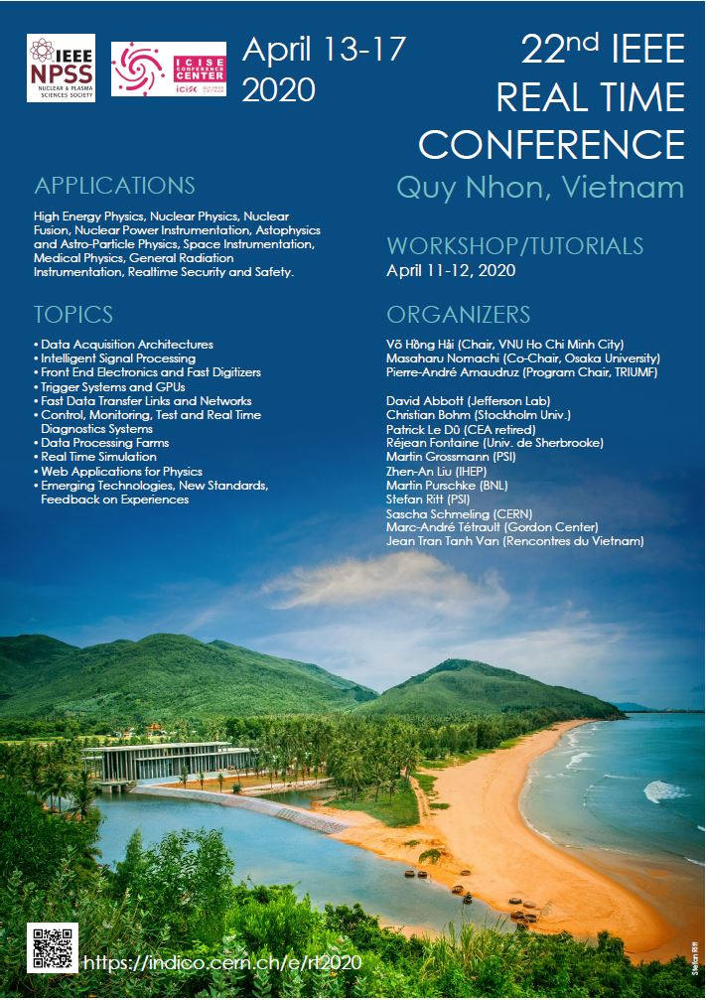 IEEE
NPSS
NUCLEAR & PLASMA
SCIENCES SOCIETY
ICISE
CONFERENCE
CENTER
ICISE QUY NHON
VIETNAM
April 13-17
2020
22nd IEEE
REAL TIME
CONFERENCE
Quy Nhon, Vietnam
APPLICATIONS
High Energy Physics, Nuclear Physics, Nuclear
Fusion, Nuclear Power Instrumentation, Astophysics
and Astro-Particle Physics, Space Instrumentation,
Medical Physics, General Radiation
Instrumentation, Realtime Security and Safety.
WORKSHOP/TUTORIALS
April 11-12, 2020
TOPICS
• Data Acquisition Architectures
• Intelligent Signal Processing
• Front End Electronics and Fast Digitizers
• Trigger Systems and GPUs
• Fast Data Transfer Links and Networks
• Control, Monitoring, Test and Real Time
Diagnostics Systems
• Data Processing Farms
• Real Time Simulation
• Web Applications for Physics
• Emerging Technologies, New Standards,
Feedback on Experiences
ORGANIZERS
Võ Hồng Hải (Chair, VNU Ho Chi Minh City)
Masaharu Nomachi (Co-Chair, Osaka University)
Pierre-André Amaudruz (Program Chair, TRIUMF)
David Abbott (Jefferson Lab)
Christian Bohm (Stockholm Univ.)
Patrick Le Dû (CEA retired)
Réjean Fontaine (Univ. de Sherbrooke)
Martin Grossmann (PSI)
Zhen-An Liu (IHEP)
Martin Purschke (BNL)
Stefan Ritt (PSI)
Sascha Schmeling (CERN)
Marc-André Tétrault (Gordon Center)
Jean Tran Tanh Van (Rencontres du Vietnam)
https://indico.cern.ch/e/rt2020
Stefan Ritt